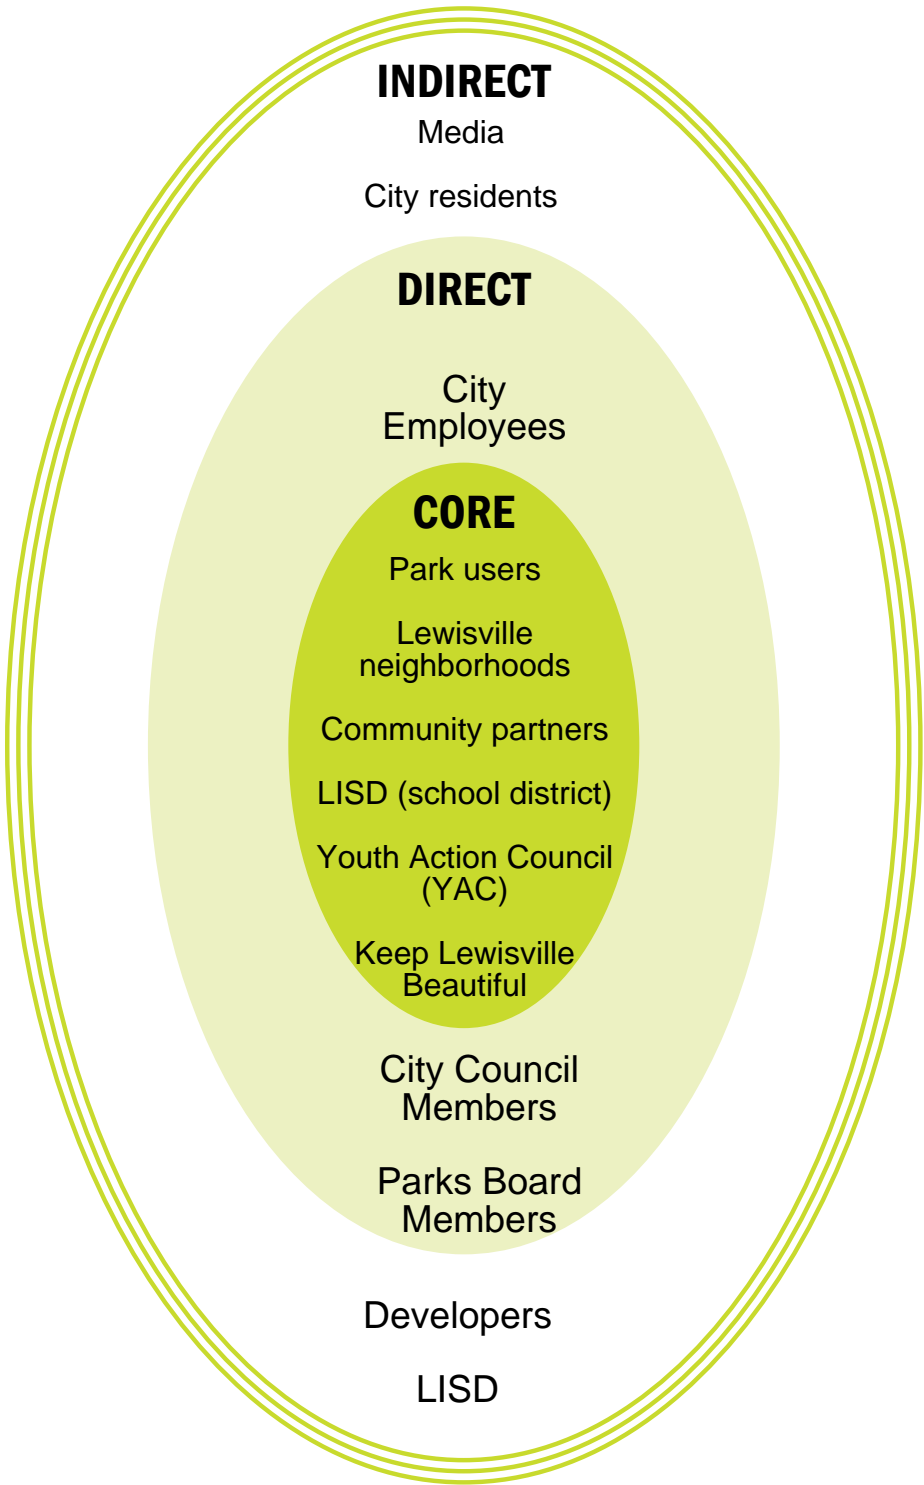 INDIRECT
Media
City residents
DIRECT
City
Employees
CORE
Park users
Lewisville
neighborhoods
Community partners
LISD (school district)
Youth Action Council
(YAC)
Keep Lewisville
Beautiful
City Council
Members
Parks Board
Members
Developers
LISD